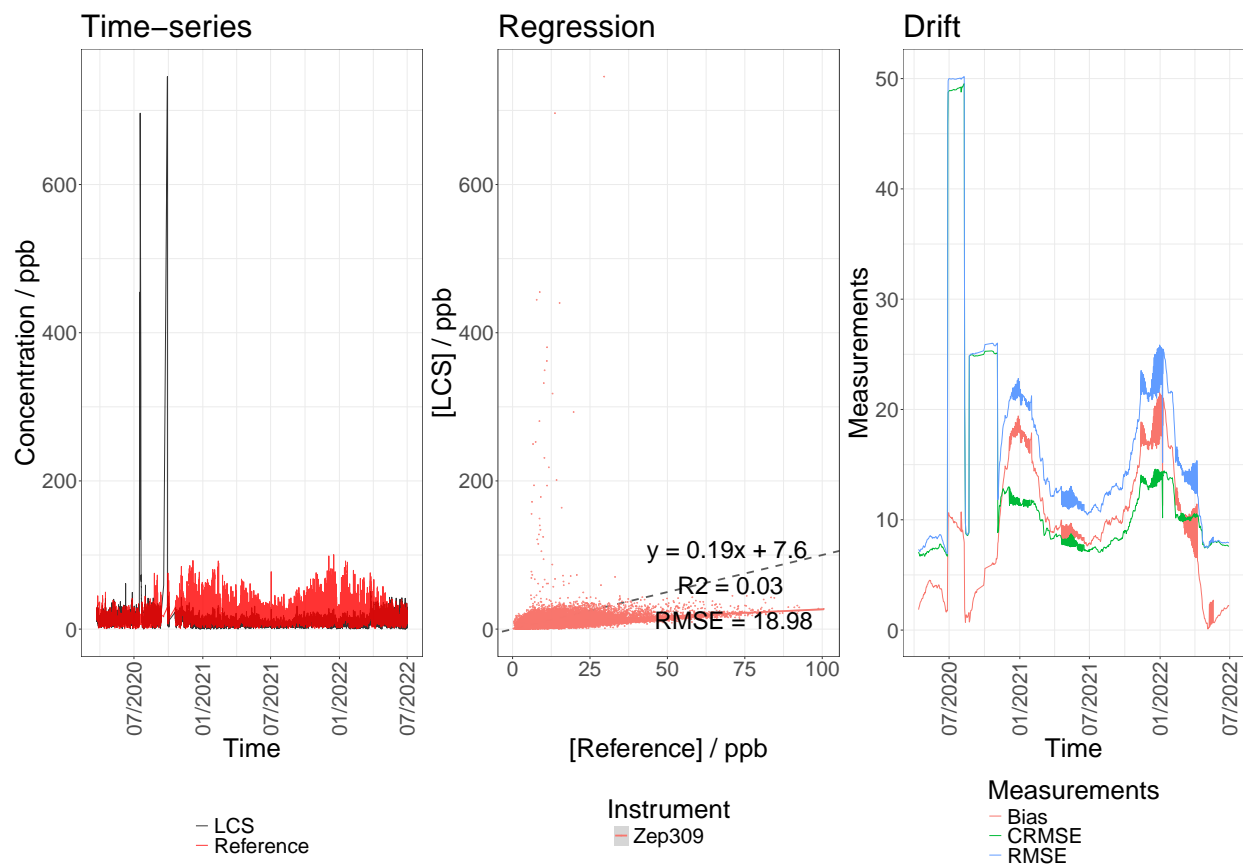 Time−series
Concentration / ppb
600
400
200
0
07/2020
01/2021
07/2021
01/2022
07/2022
Time
LCS
Reference
Regression
[LCS] / ppb
600
400
200
0
y = 0.19x + 7.6
R2 = 0.03
RMSE = 18.98
0
25
50
75
100
[Reference] / ppb
Instrument
Zep309
Drift
Measurements
50
40
30
20
10
0
07/2020
01/2021
07/2021
01/2022
07/2022
Time
Measurements
Bias
CRMSE
RMSE